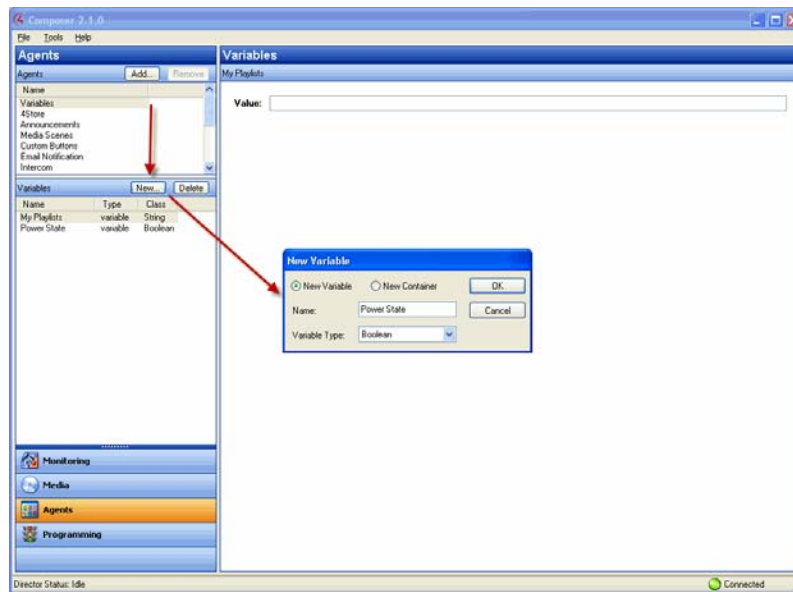 Composer 2.1.0
File Tools Help
Agents
Agents Add... Remove
Name
Variables
4Store
Announcements
Media Scenes
Custom Buttons
Email Notification
Intercom
Variables New... Delete
Name Type Class
My Playlists variable String
Power State variable Boolean
Monitoring
Media
Agents
Programming
Director Status: Idle
Variables
My Playlists
Value:
New Variable
New Variable New Container OK
Name: Power State Cancel
Variable Type: Boolean
Connected